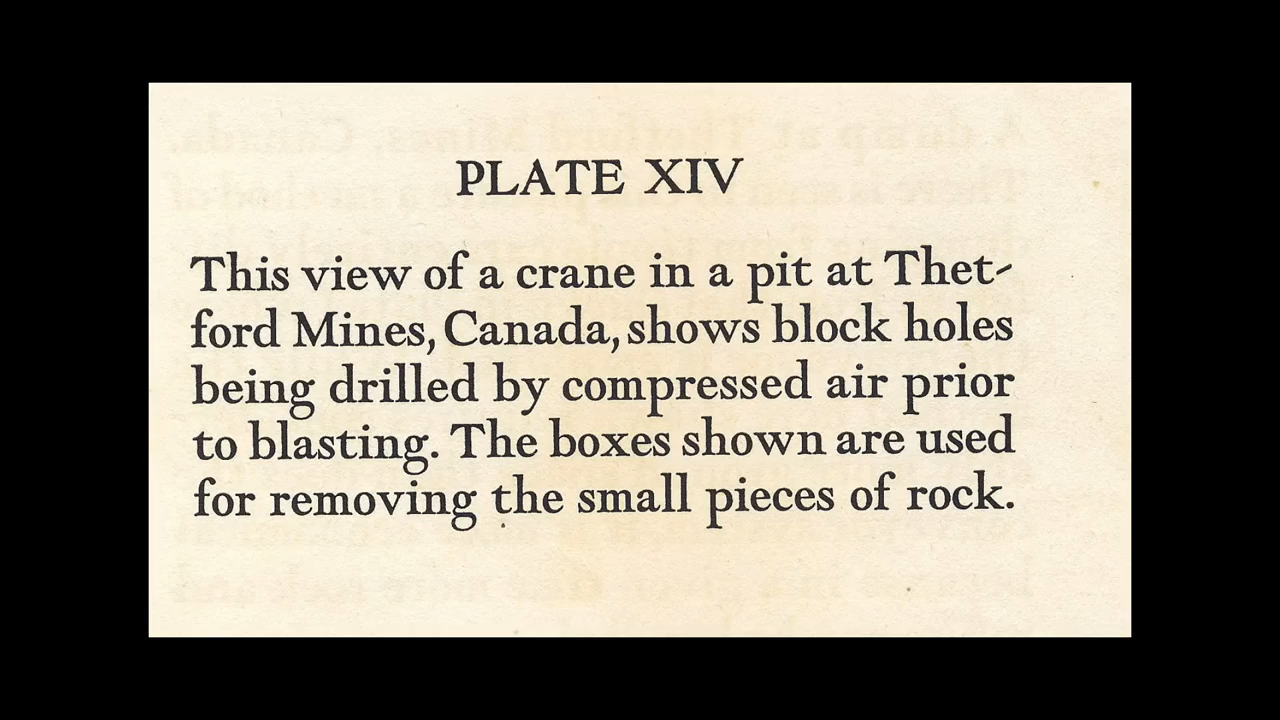 PLATE XIV
This view of a crane in a pit at Thet-
ford Mines, Canada, shows block holes
being drilled by compressed air prior
to blasting. The boxes shown are used
for removing the small pieces of rock.